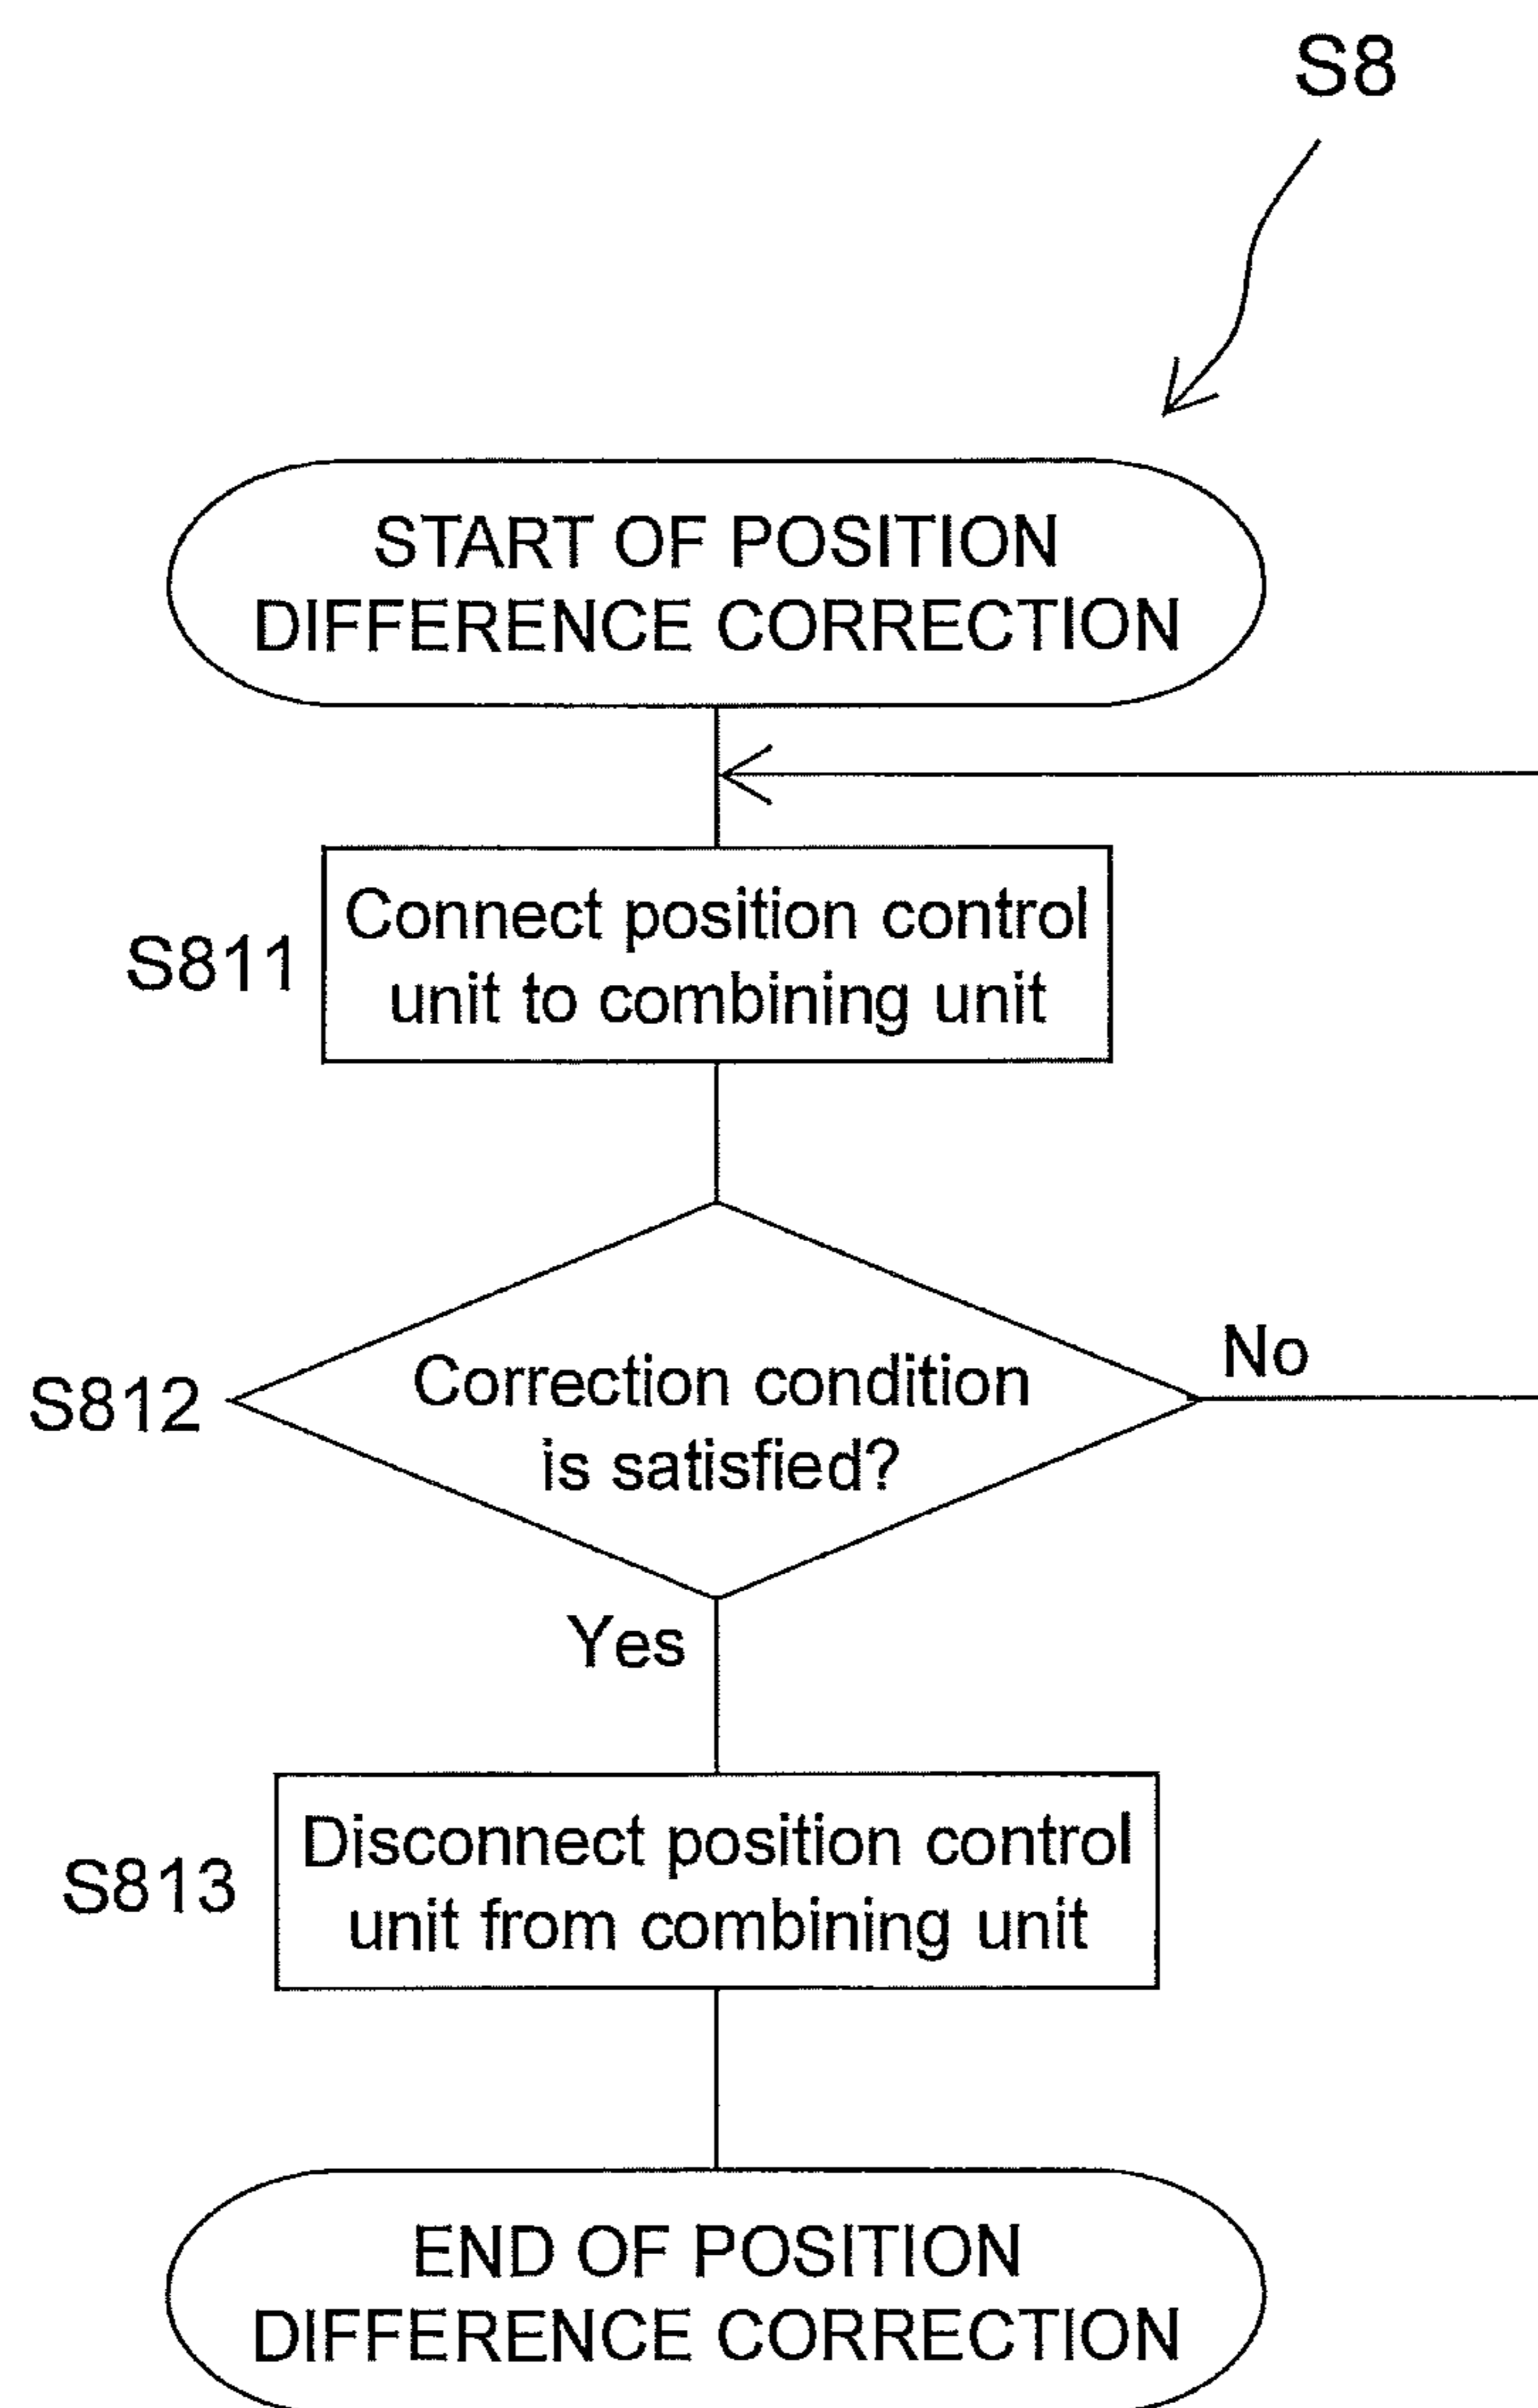 S8
START OF POSITION
DIFFERENCE CORRECTION
S811
Connect position control
unit to combining unit
S812
Correction condition
is satisfied?
No
Yes
S813
Disconnect position control
unit from combining unit
END OF POSITION
DIFFERENCE CORRECTION